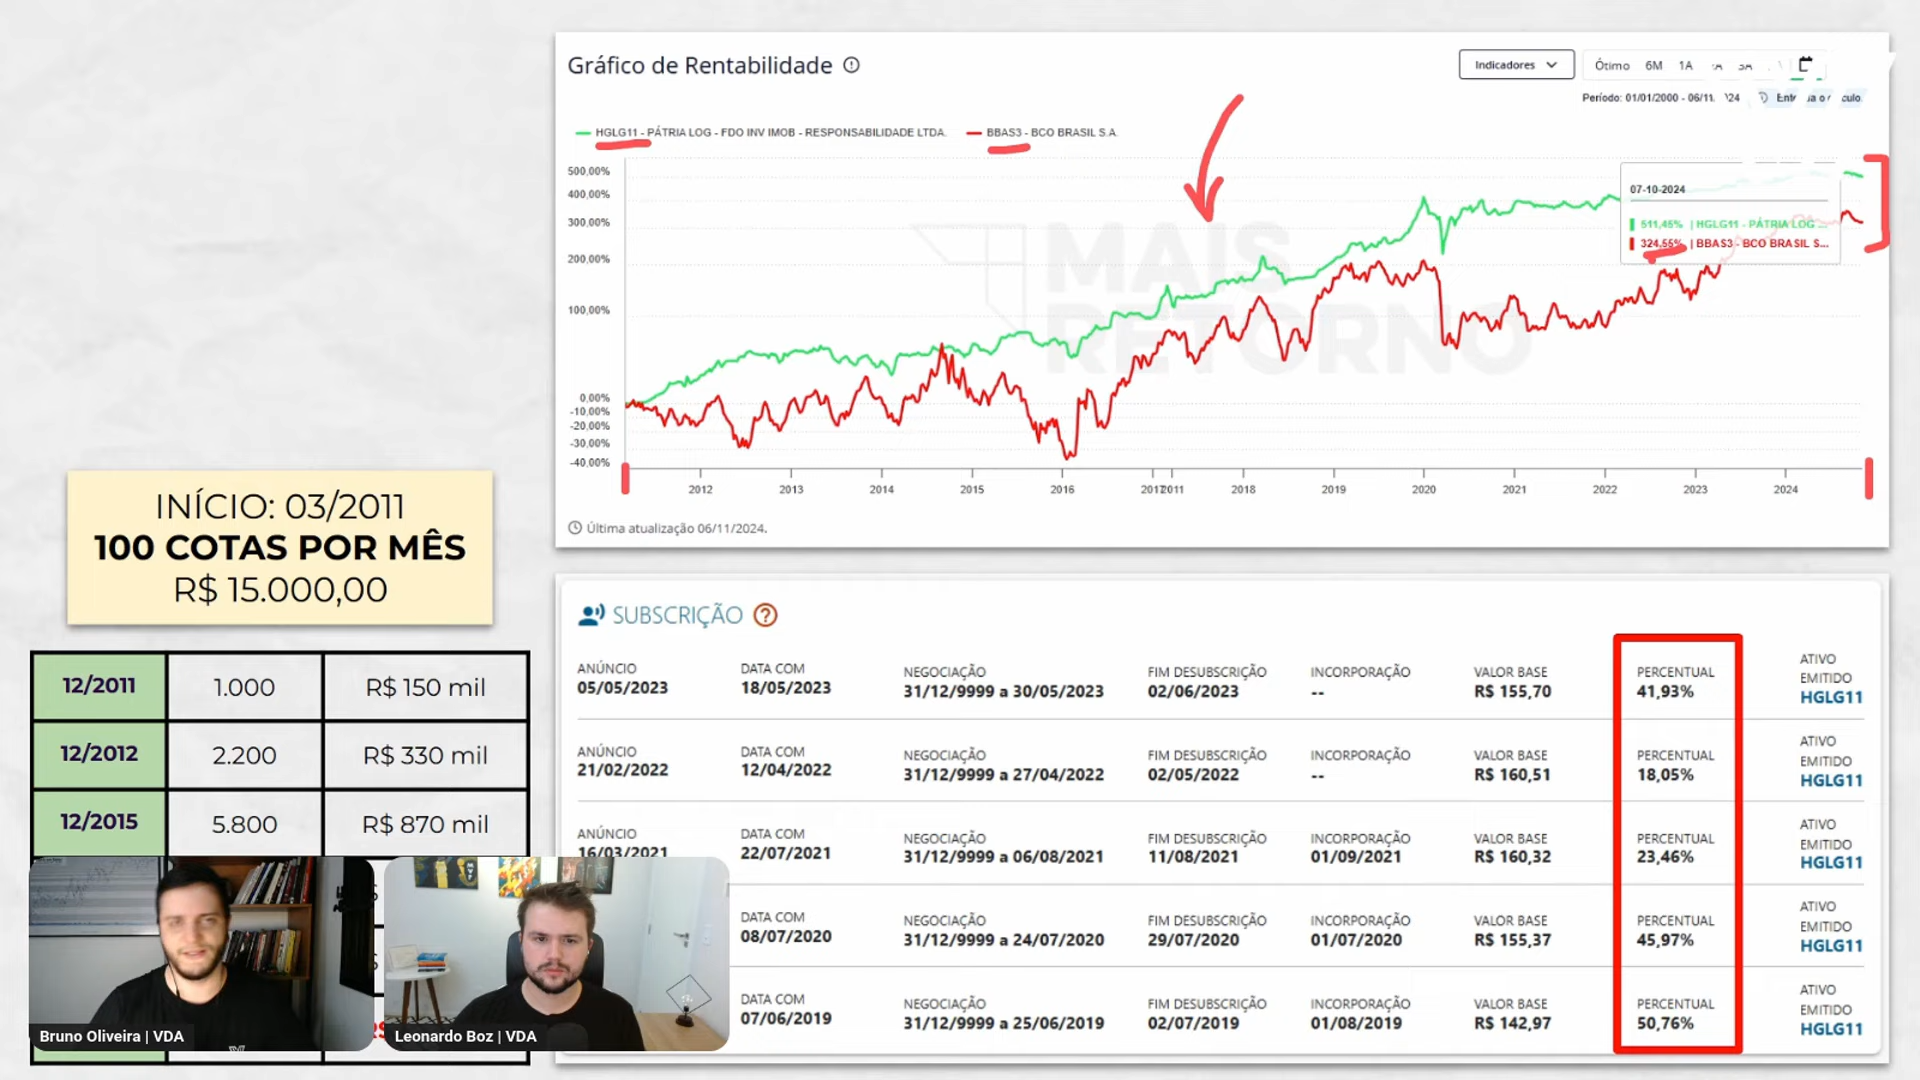 Gráfico de Rentabilidade
Indicadores
Ótimo 6M 1A
Período: 01/01/2000 - 06/11
HGLG11 - PÁTRIA LOG - FDO INV IMOB - RESPONSABILIDADE LTDA.
BBAS3 - BCO BRASIL S.A.
500,00%
400,00%
300,00%
200,00%
100,00%
0,00%
-10,00%
-20,00%
-30,00%
-40,00%
MAIS
RETORNO
07-10-2024
511,45% | HGLG11 - PÁTRIA LOG ...
324,55% | BBAS3 - BCO BRASIL S...
2012 2013 2014 2015 2016 2018 2019 2020 2021 2022 2023 2024
Última atualização 06/11/2024.
INÍCIO: 03/2011
100 COTAS POR MÊS
R$ 15.000,00
12/2011 1.000 R$ 150 mil
12/2012 2.200 R$ 330 mil
12/2015 5.800 R$ 870 mil
Bruno Oliveira | VDA
Leonardo Boz | VDA
SUBSCRIÇÃO
ANÚNCIO DATA COM NEGOCIAÇÃO FIM DESUBSCRIÇÃO INCORPORAÇÃO VALOR BASE PERCENTUAL ATIVO EMITIDO
05/05/2023 18/05/2023 31/12/9999 a 30/05/2023 02/06/2023 -- R$ 155,70 41,93% HGLG11
ANÚNCIO DATA COM NEGOCIAÇÃO FIM DESUBSCRIÇÃO INCORPORAÇÃO VALOR BASE PERCENTUAL ATIVO EMITIDO
21/02/2022 12/04/2022 31/12/9999 a 27/04/2022 02/05/2022 -- R$ 160,51 18,05% HGLG11
ANÚNCIO DATA COM NEGOCIAÇÃO FIM DESUBSCRIÇÃO INCORPORAÇÃO VALOR BASE PERCENTUAL ATIVO EMITIDO
16/03/2021 22/07/2021 31/12/9999 a 06/08/2021 11/08/2021 01/09/2021 R$ 160,32 23,46% HGLG11
DATA COM NEGOCIAÇÃO FIM DESUBSCRIÇÃO INCORPORAÇÃO VALOR BASE PERCENTUAL ATIVO EMITIDO
08/07/2020 31/12/9999 a 24/07/2020 29/07/2020 01/07/2020 R$ 155,37 45,97% HGLG11
DATA COM NEGOCIAÇÃO FIM DESUBSCRIÇÃO INCORPORAÇÃO VALOR BASE PERCENTUAL ATIVO EMITIDO
07/06/2019 31/12/9999 a 25/06/2019 02/07/2019 01/08/2019 R$ 142,97 50,76% HGLG11